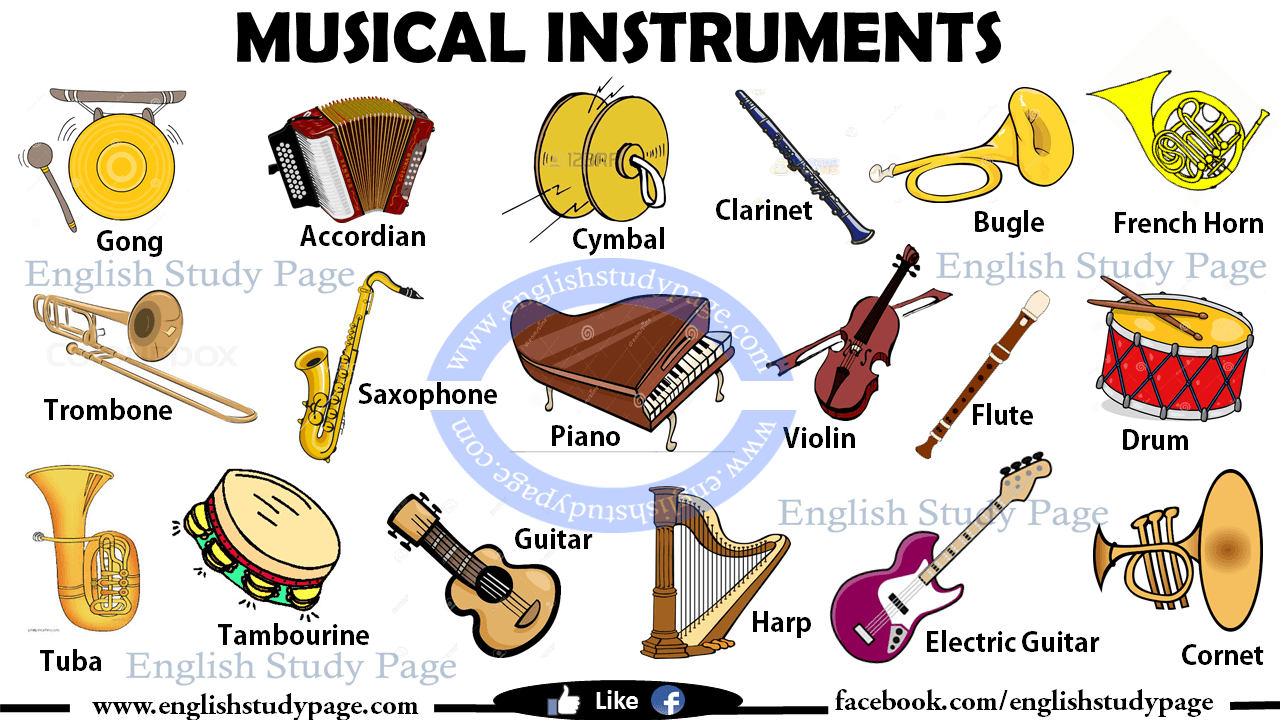 MUSICAL INSTRUMENTS
Gong
Accordian
Cymbal
Clarinet
Bugle
French Horn
English Study Page
English Study Page
Trombone
Saxophone
www.englishstudypage.com
Piano
Violin
Flute
Drum
www.englishstudypage.com
English Study Page
Tuba
Tambourine
Guitar
Harp
Electric Guitar
Cornet
English Study Page
www.englishstudypage.com
Like
facebook.com/englishstudypage